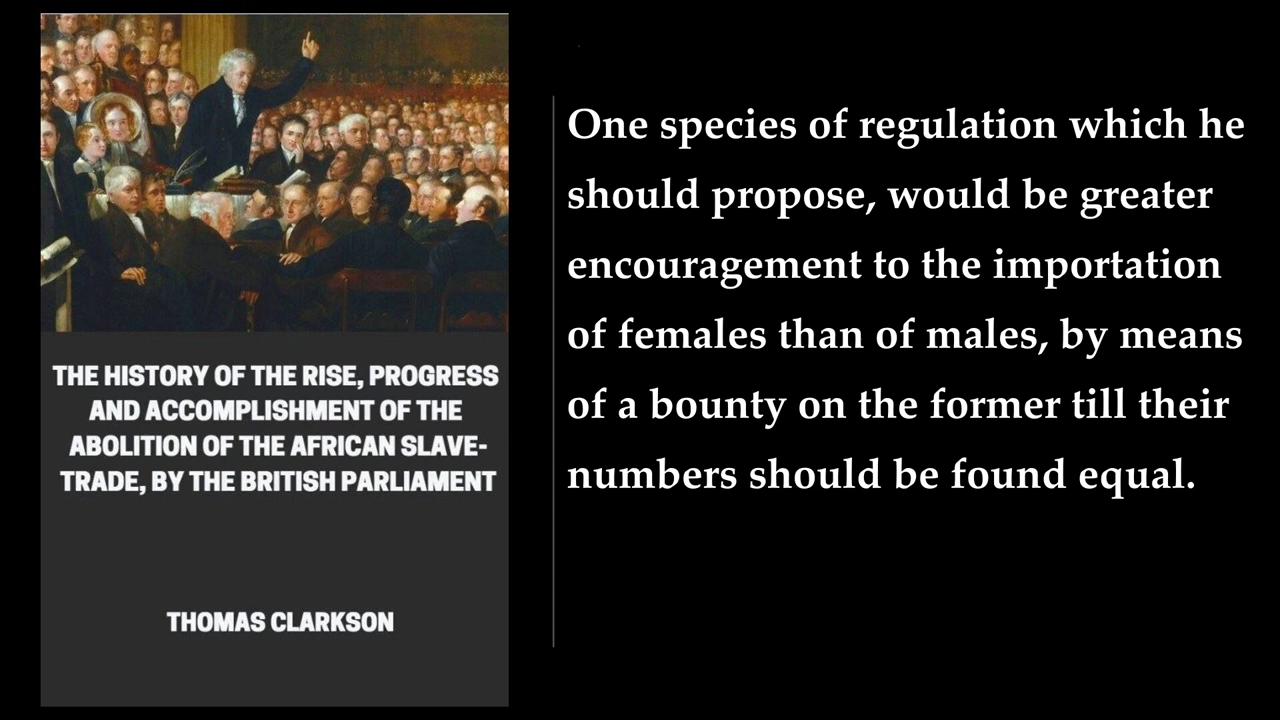 THE HISTORY OF THE RISE, PROGRESS
AND ACCOMPLISHMENT OF THE
ABOLITION OF THE AFRICAN SLAVE-
TRADE, BY THE BRITISH PARLIAMENT
THOMAS CLARKSON
One species of regulation which he
should propose, would be greater
encouragement to the importation
of females than of males, by means
of a bounty on the former till their
numbers should be found equal.